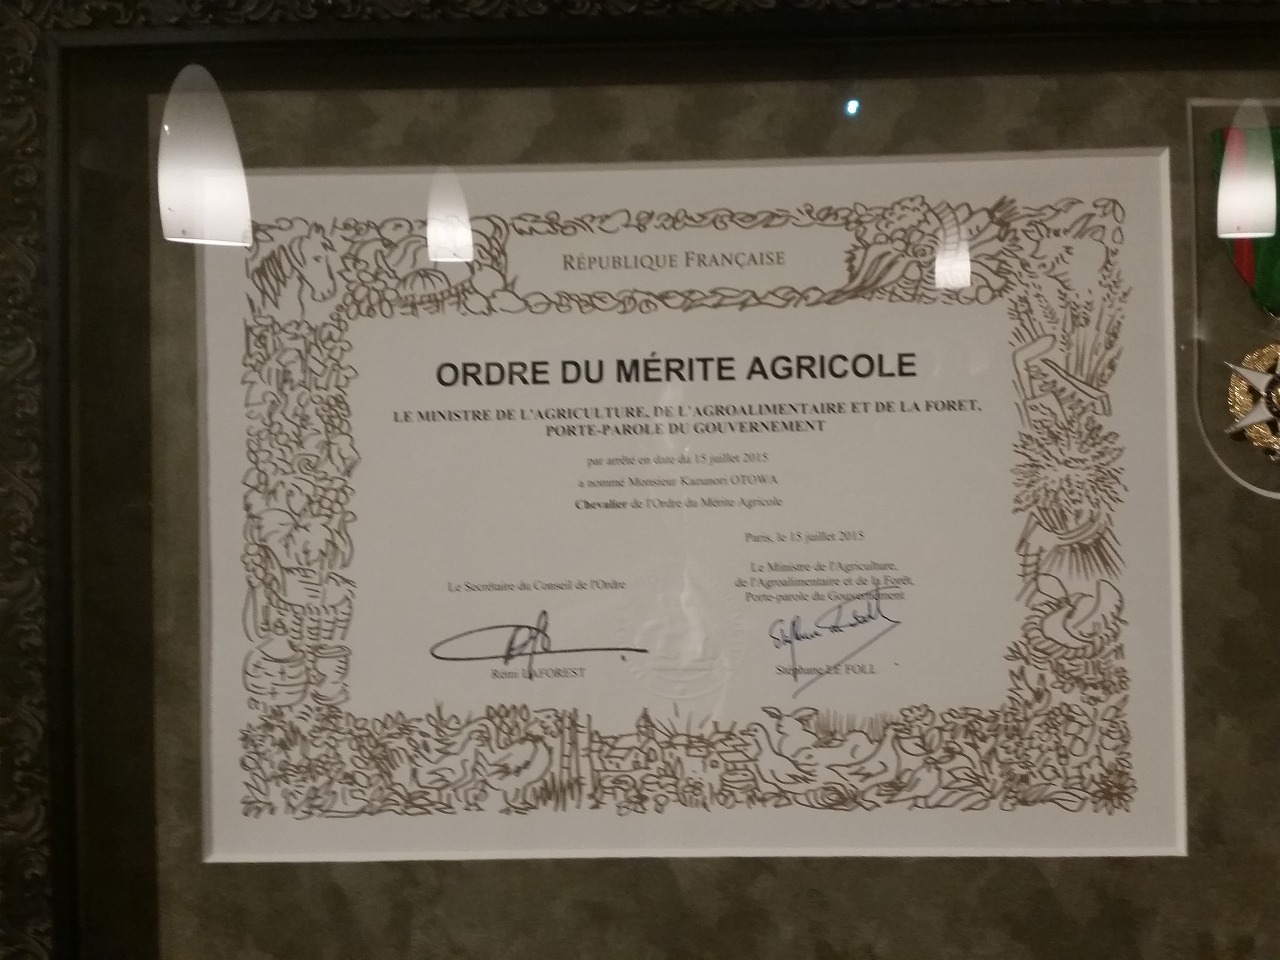 RÉPUBLIQUE FRANÇAISE
ORDRE DU MÉRITE AGRICOLE
LE MINISTRE DE L'AGRICULTURE, DE L'AGROALIMENTAIRE ET DE LA FORET,
PORTE-PAROLE DU GOUVERNEMENT
par arrêté en date du 15 juillet 2015
a nommé Monsieur Kazunori OTOWA
Chevalier de l'Ordre du Mérite Agricole
Paris, le 15 juillet 2015
Le Ministre de l'Agriculture,
de l'Agroalimentaire et de la Forêt,
Porte-parole du Gouvernement
Le Secrétaire du Conseil de l'Ordre
Rémi LAFOREST
Stéphane LE FOLL